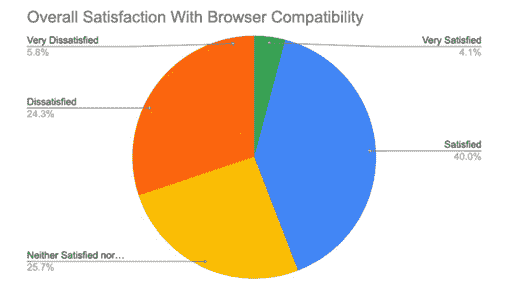 Overall Satisfaction With Browser Compatibility
Very Dissatisfied
5.8%
Very Satisfied
4.1%
Dissatisfied
24.3%
Satisfied
40.0%
Neither Satisfied nor…
25.7%